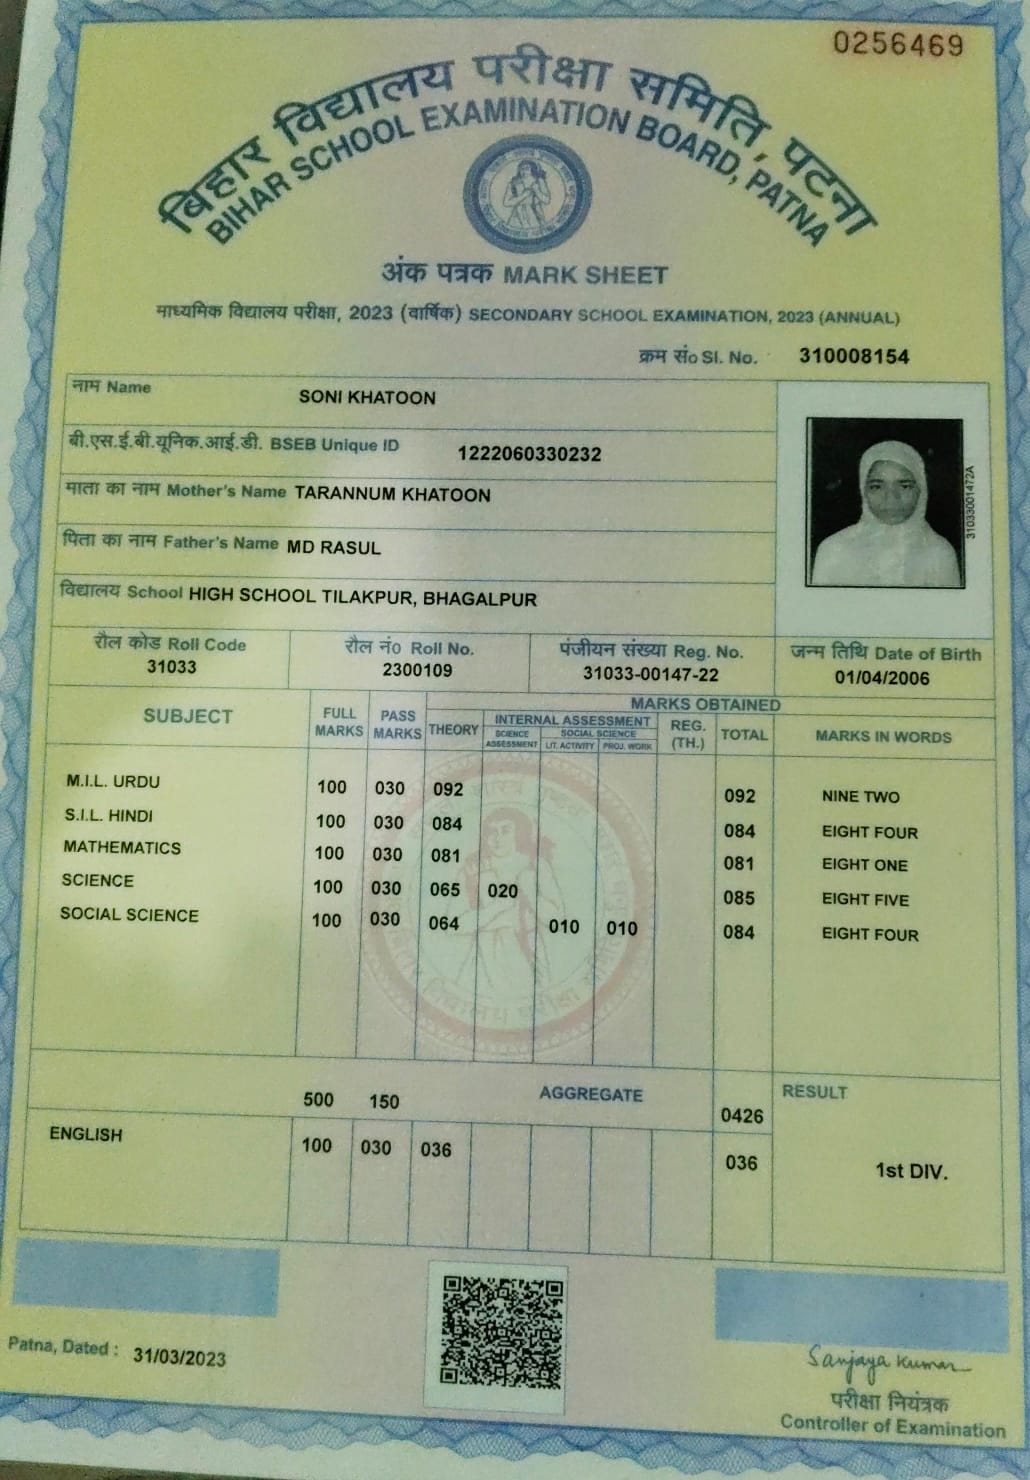 0256469
बिहार विद्यालय परीक्षा समिति, पटना
BIHAR SCHOOL EXAMINATION BOARD, PATNA
अंक पत्रक MARK SHEET
माध्यमिक विद्यालय परीक्षा, 2023 (वार्षिक) SECONDARY SCHOOL EXAMINATION, 2023 (ANNUAL)
क्रम सं० Sl. No. 310008154
नाम Name SONI KHATOON
बी.एस.ई.बी.यूनिक.आई.डी. BSEB Unique ID 1222060330232
माता का नाम Mother's Name TARANNUM KHATOON
पिता का नाम Father's Name MD RASUL
विद्यालय School HIGH SCHOOL TILAKPUR, BHAGALPUR
31033001472A
रौल कोड Roll Code रौल नं० Roll No. पंजीयन संख्या Reg. No. जन्म तिथि Date of Birth
31033 2300109 31033-00147-22 01/04/2006
MARKS OBTAINED
SUBJECT FULL MARKS PASS MARKS THEORY INTERNAL ASSESSMENT REG. (TH.) TOTAL MARKS IN WORDS
SCIENCE ASSESSMENT SOCIAL SCIENCE
LIT. ACTIVITY PROJ. WORK
M.I.L. URDU 100 030 092 092 NINE TWO
S.I.L. HINDI 100 030 084 084 EIGHT FOUR
MATHEMATICS 100 030 081 081 EIGHT ONE
SCIENCE 100 030 065 020 085 EIGHT FIVE
SOCIAL SCIENCE 100 030 064 010 010 084 EIGHT FOUR
500 150 AGGREGATE 0426 RESULT
ENGLISH 100 030 036 036 1st DIV.
Patna, Dated : 31/03/2023
Sanjaya Kumar
परीक्षा नियंत्रक
Controller of Examination